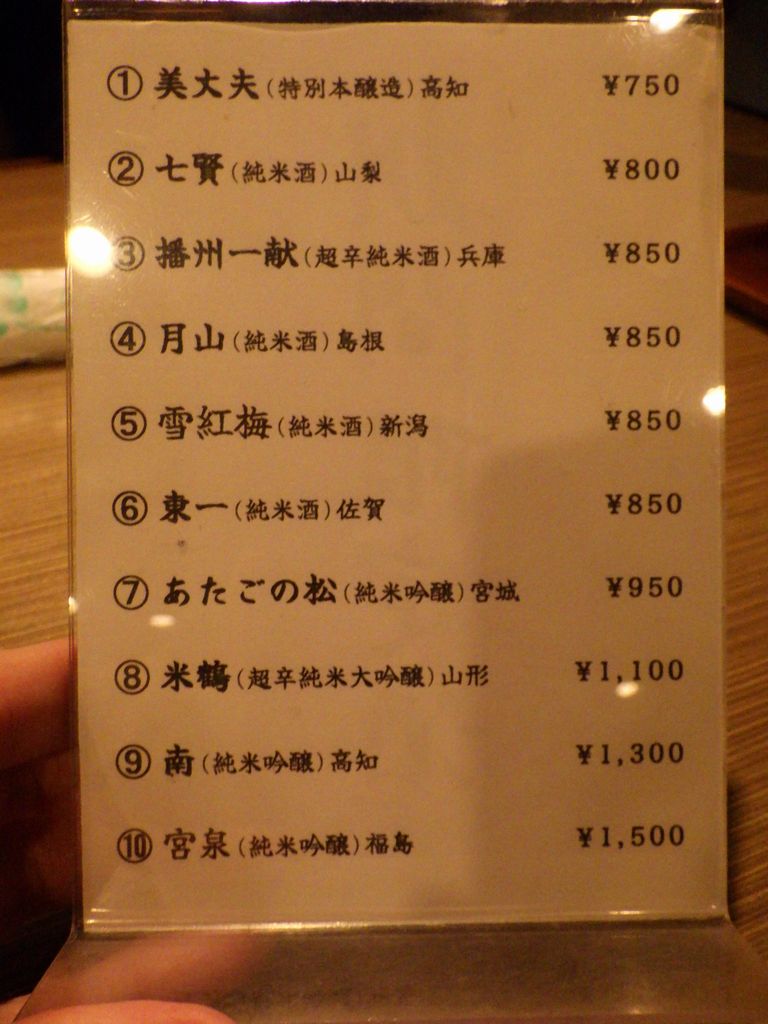 ① 美丈夫(特別本醸造)高知 ¥750
② 七賢(純米酒)山梨 ¥800
③ 播州一献(超辛純米酒)兵庫 ¥850
④ 月山(純米酒)島根 ¥850
⑤ 雪紅梅(純米酒)新潟 ¥850
⑥ 東一(純米酒)佐賀 ¥850
⑦ あたごの松(純米吟醸)宮城 ¥950
⑧ 米鶴(超辛純米大吟醸)山形 ¥1,100
⑨ 南(純米吟醸)高知 ¥1,300
⑩ 宮泉(純米吟醸)福島 ¥1,500